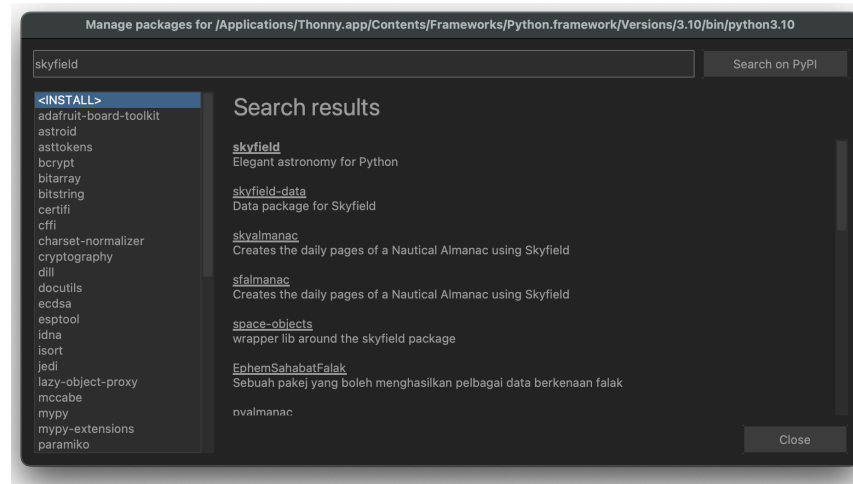 Manage packages for /Applications/Thonny.app/Contents/Frameworks/Python.framework/Versions/3.10/bin/python3.10
skyfield
Search on PyPI
<INSTALL>
adafruit-board-toolkit
astroid
asttokens
bcrypt
bitarray
bitstring
certifi
cffi
charset-normalizer
cryptography
dill
docutils
ecdsa
esptool
idna
isort
jedi
lazy-object-proxy
mccabe
mypy
mypy-extensions
paramiko
Search results
skyfield
Elegant astronomy for Python
skyfield-data
Data package for Skyfield
skyalmanac
Creates the daily pages of a Nautical Almanac using Skyfield
sfalmanac
Creates the daily pages of a Nautical Almanac using Skyfield
space-objects
wrapper lib around the skyfield package
EphemSahabatFalak
Sebuah pakej yang boleh menghasilkan pelbagai data berkenaan falak
pyalmanac
Close